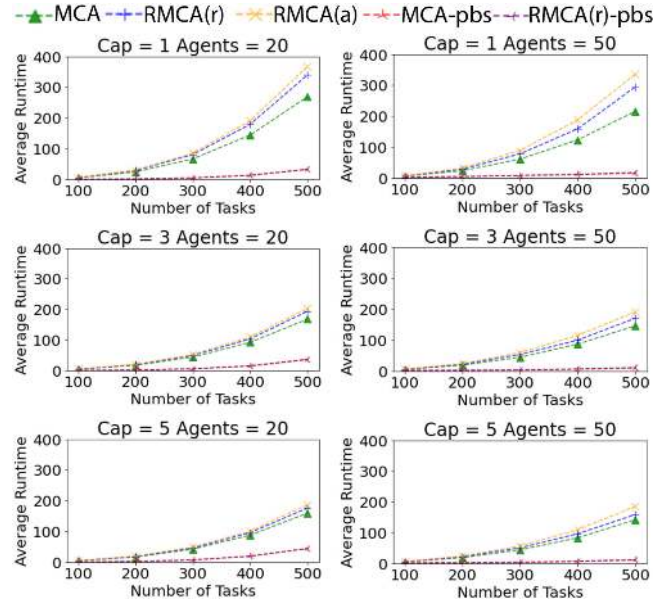 MCA RMCA(r) RMCA(a) MCA-pbs RMCA(r)-pbs
Cap = 1 Agents = 20
Average Runtime
400
300
200
100
0
100 200 300 400 500
Number of Tasks
Cap = 1 Agents = 50
Average Runtime
400
300
200
100
0
100 200 300 400 500
Number of Tasks
Cap = 3 Agents = 20
Average Runtime
400
300
200
100
0
100 200 300 400 500
Number of Tasks
Cap = 3 Agents = 50
Average Runtime
400
300
200
100
0
100 200 300 400 500
Number of Tasks
Cap = 5 Agents = 20
Average Runtime
400
300
200
100
0
100 200 300 400 500
Number of Tasks
Cap = 5 Agents = 50
Average Runtime
400
300
200
100
0
100 200 300 400 500
Number of Tasks